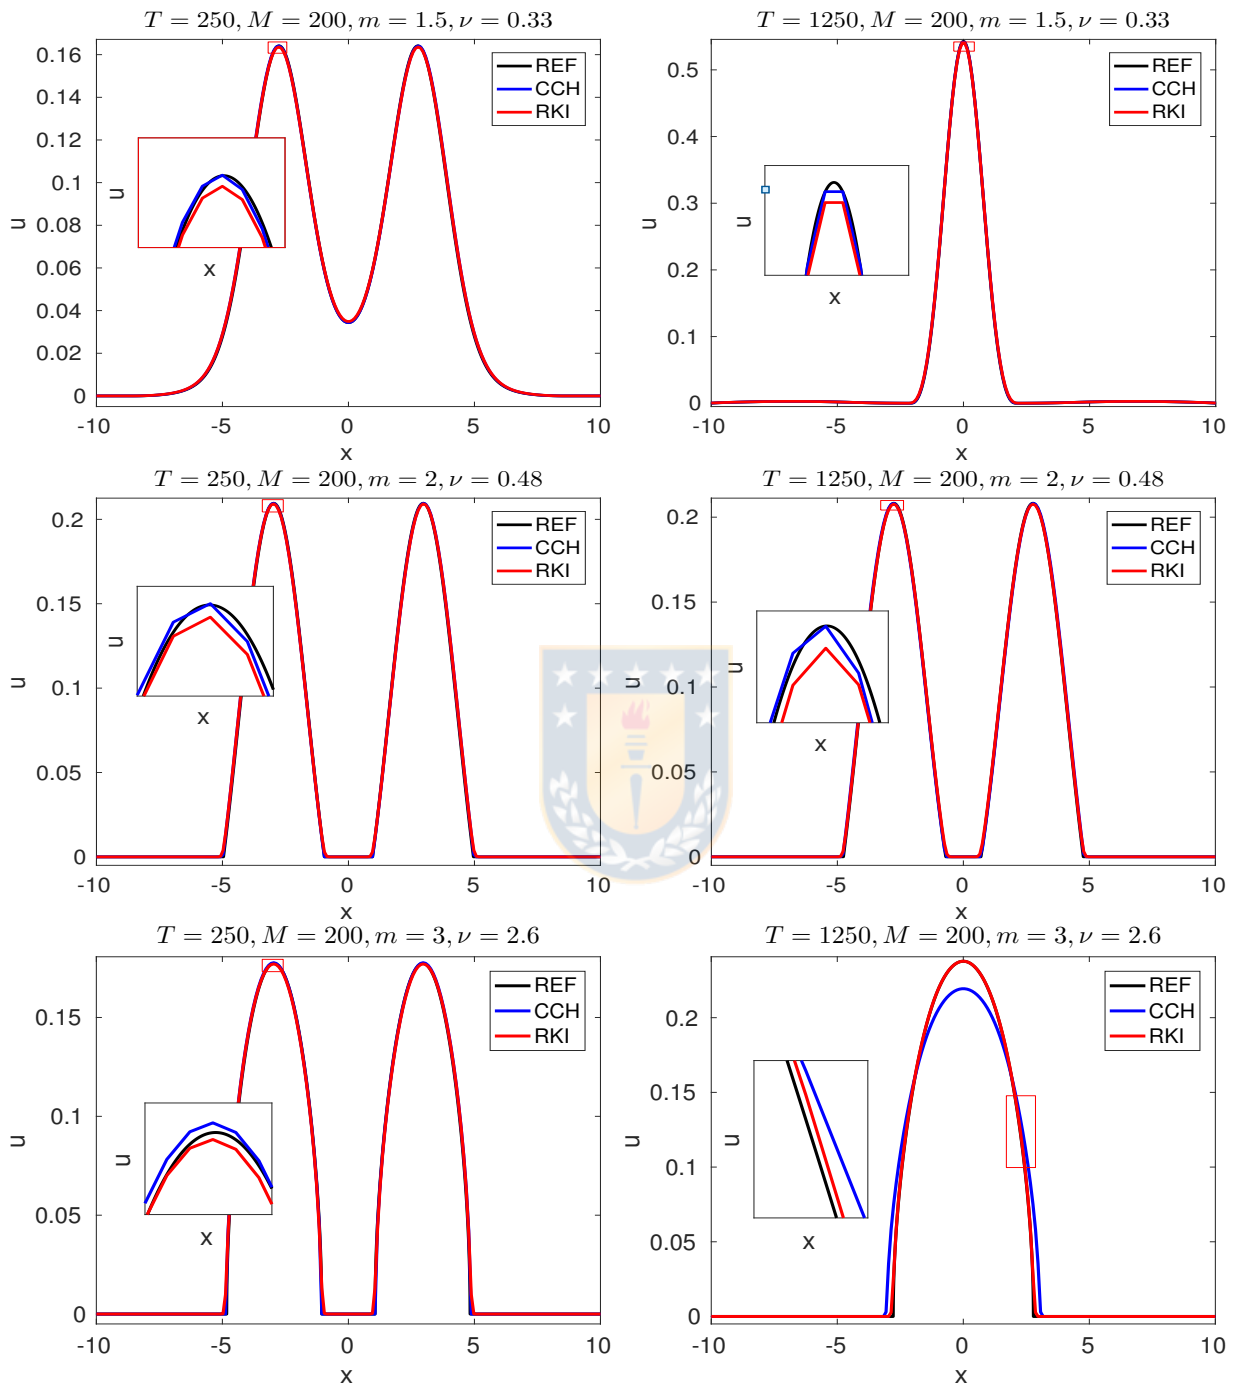 T = 250, M = 200, m = 1.5, ν = 0.33
0.16
0.14
0.12
0.1
0.08
0.06
0.04
0.02
0
-10
-5
0
5
10
u
x
REF
CCH
RKI
u
x
T = 1250, M = 200, m = 1.5, ν = 0.33
0.5
0.4
0.3
0.2
0.1
0
-10
-5
0
5
10
u
x
REF
CCH
RKI
u
x
T = 250, M = 200, m = 2, ν = 0.48
0.2
0.15
0.1
0.05
0
-10
-5
0
5
10
u
x
REF
CCH
RKI
u
x
T = 1250, M = 200, m = 2, ν = 0.48
0.2
0.15
0.1
0.05
0
-10
-5
0
5
10
u
x
REF
CCH
RKI
u
x
T = 250, M = 200, m = 3, ν = 2.6
0.15
0.1
0.05
0
-10
-5
0
5
10
u
x
REF
CCH
RKI
u
x
T = 1250, M = 200, m = 3, ν = 2.6
0.2
0.15
0.1
0.05
0
-10
-5
0
5
10
u
x
REF
CCH
RKI
u
x